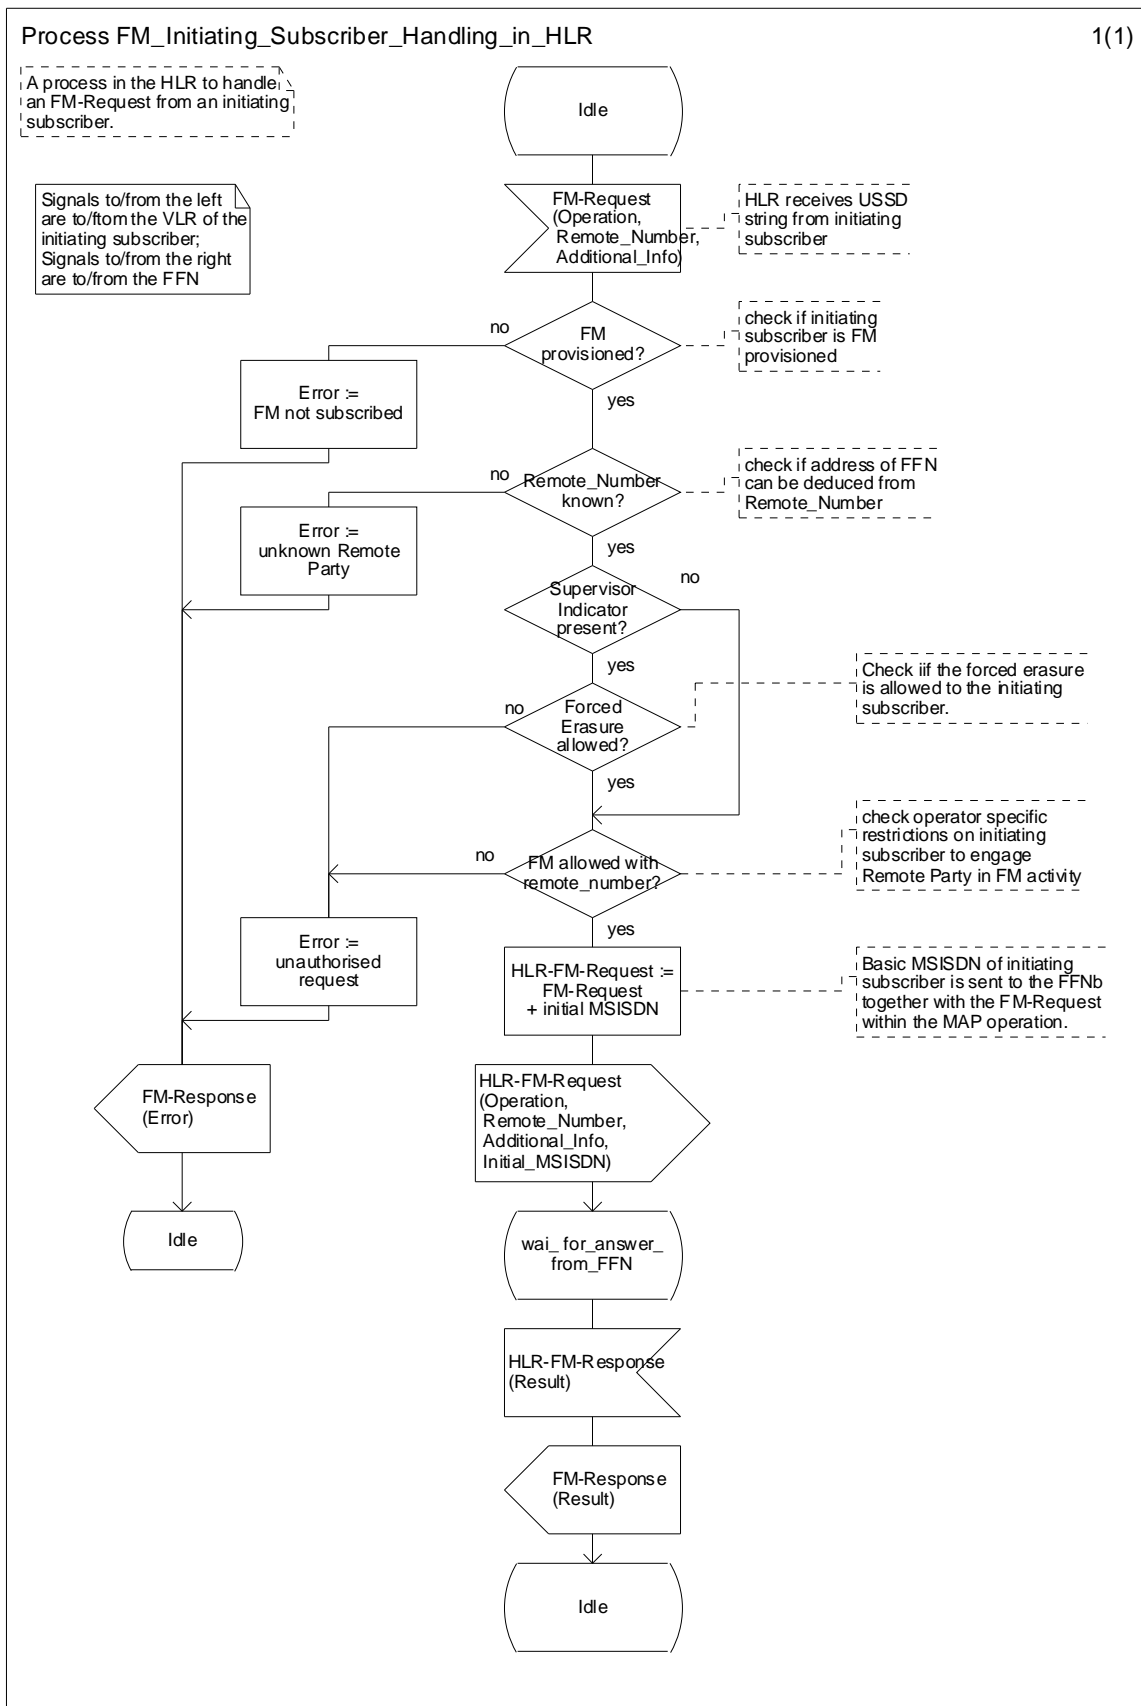 Process FM_Initiating_Subscriber_Handling_in_HLR
1(1)
A process in the HLR to handle
an FM-Request from an initiating
subscriber.
Idle
Signals to/from the left
are to/ftom the VLR of the
initiating subscriber;
Signals to/from the right
are to/from the FFN
FM-Request
(Operation,
Remote_Number,
Additional_Info)
HLR receives USSD
string from initiating
subscriber
no
FM
provisioned?
check if initiating
subscriber is FM
provisioned
Error :=
FM not subscribed
yes
no
Remote_Number
known?
check if address of FFN
can be deduced from
Remote_Number
Error :=
unknown Remote
Party
yes
Supervisor
Indicator
present?
no
yes
Check iif the forced erasure
is allowed to the initiating
subscriber.
no
Forced
Erasure
allowed?
yes
check operator specific
restrictions on initiating
subscriber to engage
Remote Party in FM activity
no
FM allowed with
remote_number?
yes
Error :=
unauthorised
request
HLR-FM-Request :=
FM-Request
+ initial MSISDN
Basic MSISDN of initiating
subscriber is sent to the FFNb
together with the FM-Request
within the MAP operation.
FM-Response
(Error)
HLR-FM-Request
(Operation,
Remote_Number,
Additional_Info,
Initial_MSISDN)
Idle
wai_ for_answer_
from_FFN
HLR-FM-Response
(Result)
FM-Response
(Result)
Idle